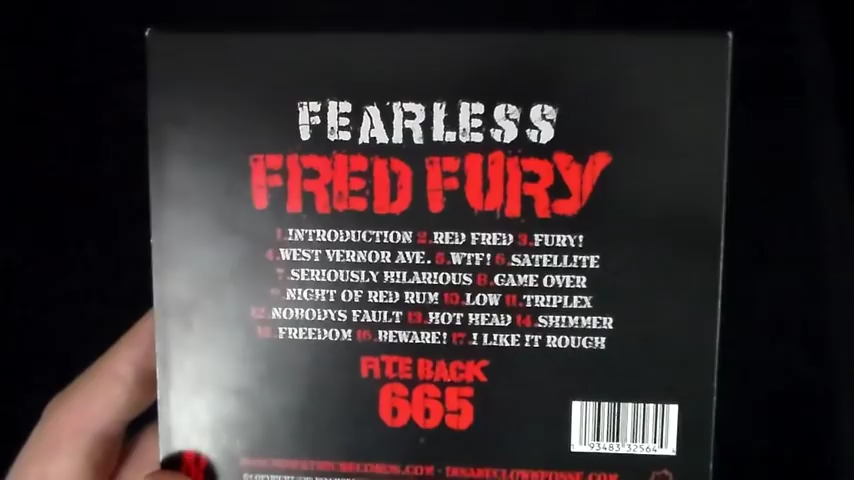 FEARLESS
FRED FURY
1.INTRODUCTION 2.RED FRED 3.FURY!
4.WEST VERNOR AVE. 5.WTF! 6.SATELLITE
7.SERIOUSLY HILARIOUS 8.GAME OVER
9.NIGHT OF RED RUM 10.LOW 11.TRIPLEX
12.NOBODYS FAULT 13.HOT HEAD 14.SHIMMER
15.FREEDOM 16.BEWARE! 17.I LIKE IT ROUGH
FITE BACK
665
93483 32564